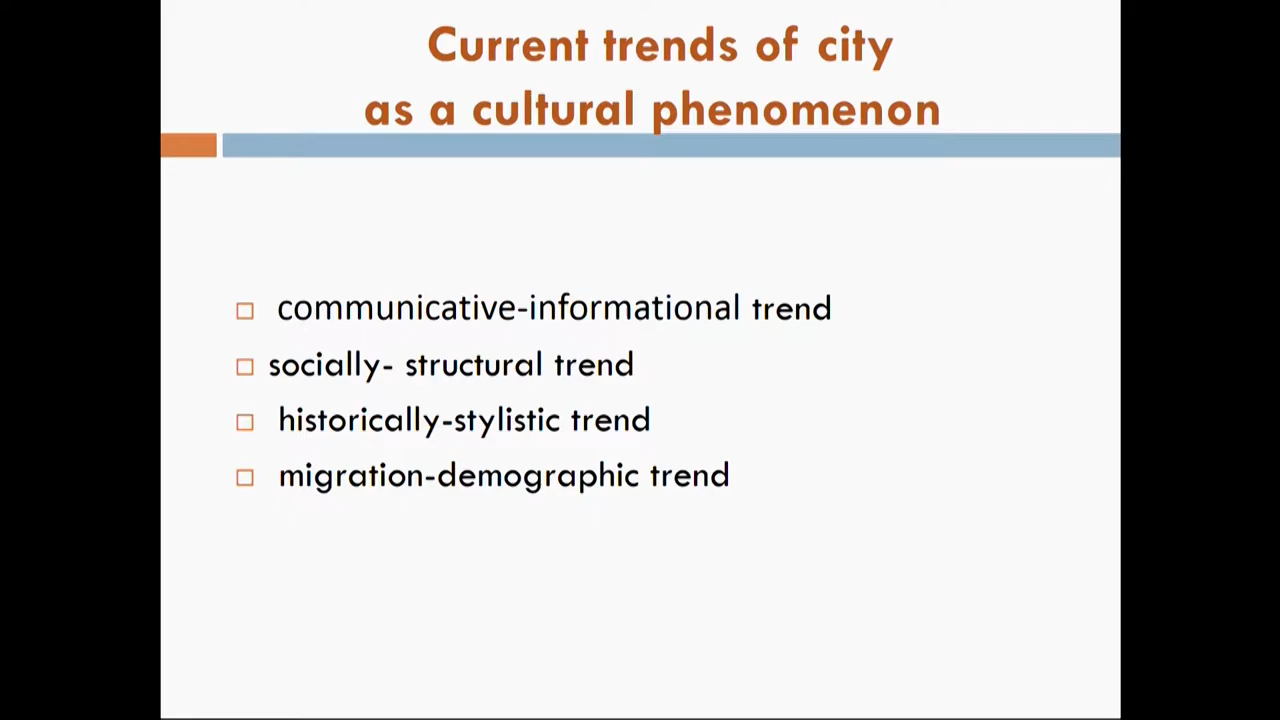 Current trends of city
as a cultural phenomenon
communicative-informational trend
socially- structural trend
historically-stylistic trend
migration-demographic trend